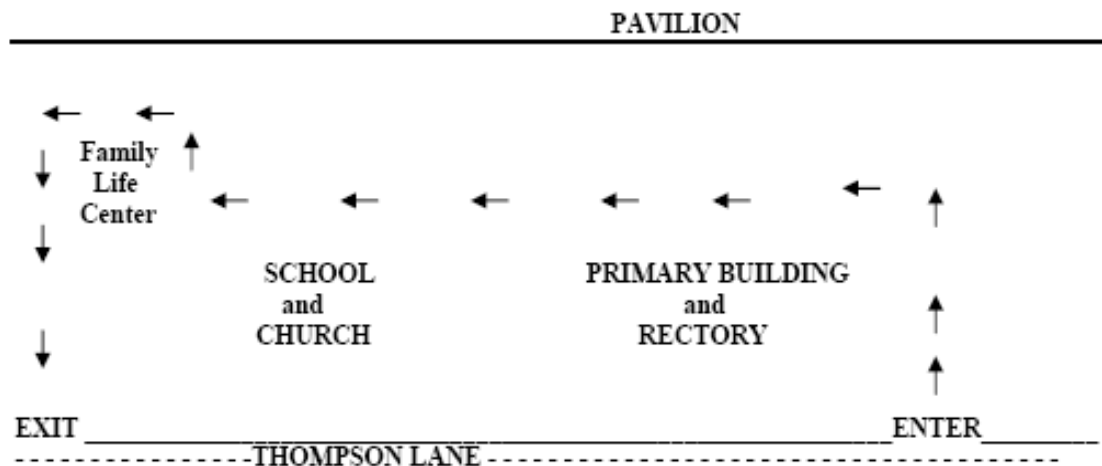 PAVILION
Family
Life
Center
SCHOOL
and
CHURCH
PRIMARY BUILDING
and
RECTORY
EXIT
ENTER
THOMPSON LANE